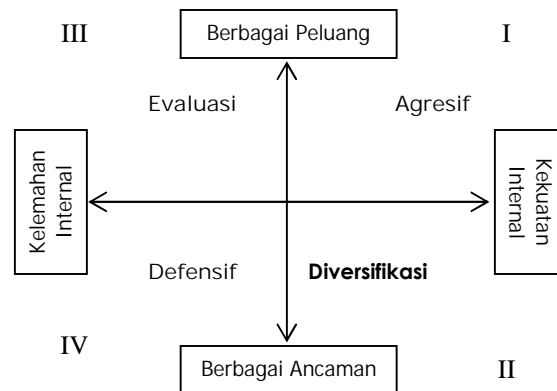 III
Berbagai Peluang
I
Evaluasi
Agresif
Kelemahan
Internal
Kekuatan
Internal
Defensif
Diversifikasi
IV
Berbagai Ancaman
II